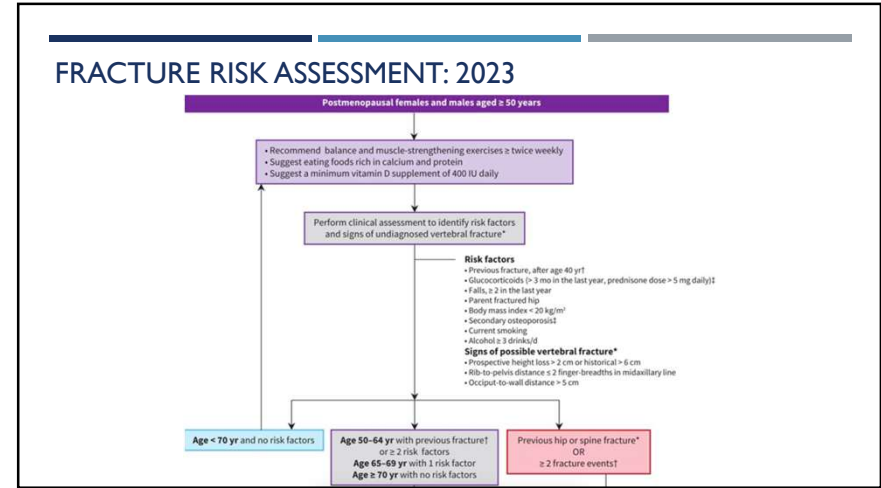 FRACTURE RISK ASSESSMENT: 2023
Postmenopausal females and males aged ≥ 50 years
• Recommend balance and muscle-strengthening exercises ≥ twice weekly
• Suggest eating foods rich in calcium and protein
• Suggest a minimum vitamin D supplement of 400 IU daily
Perform clinical assessment to identify risk factors
and signs of undiagnosed vertebral fracture*
Risk factors
• Previous fracture, after age 40 yr†
• Glucocorticoids (> 3 mo in the last year, prednisone dose > 5 mg daily)‡
• Falls, ≥ 2 in the last year
• Parent fractured hip
• Body mass index < 20 kg/m²
• Secondary osteoporosis‡
• Current smoking
• Alcohol ≥ 3 drinks/d
Signs of possible vertebral fracture*
• Prospective height loss > 2 cm or historical > 6 cm
• Rib-to-pelvis distance ≤ 2 finger-breadths in midaxillary line
• Occiput-to-wall distance > 5 cm
Age < 70 yr and no risk factors
Age 50–64 yr with previous fracture†
or ≥ 2 risk factors
Age 65–69 yr with 1 risk factor
Age ≥ 70 yr with no risk factors
Previous hip or spine fracture*
OR
≥ 2 fracture events†